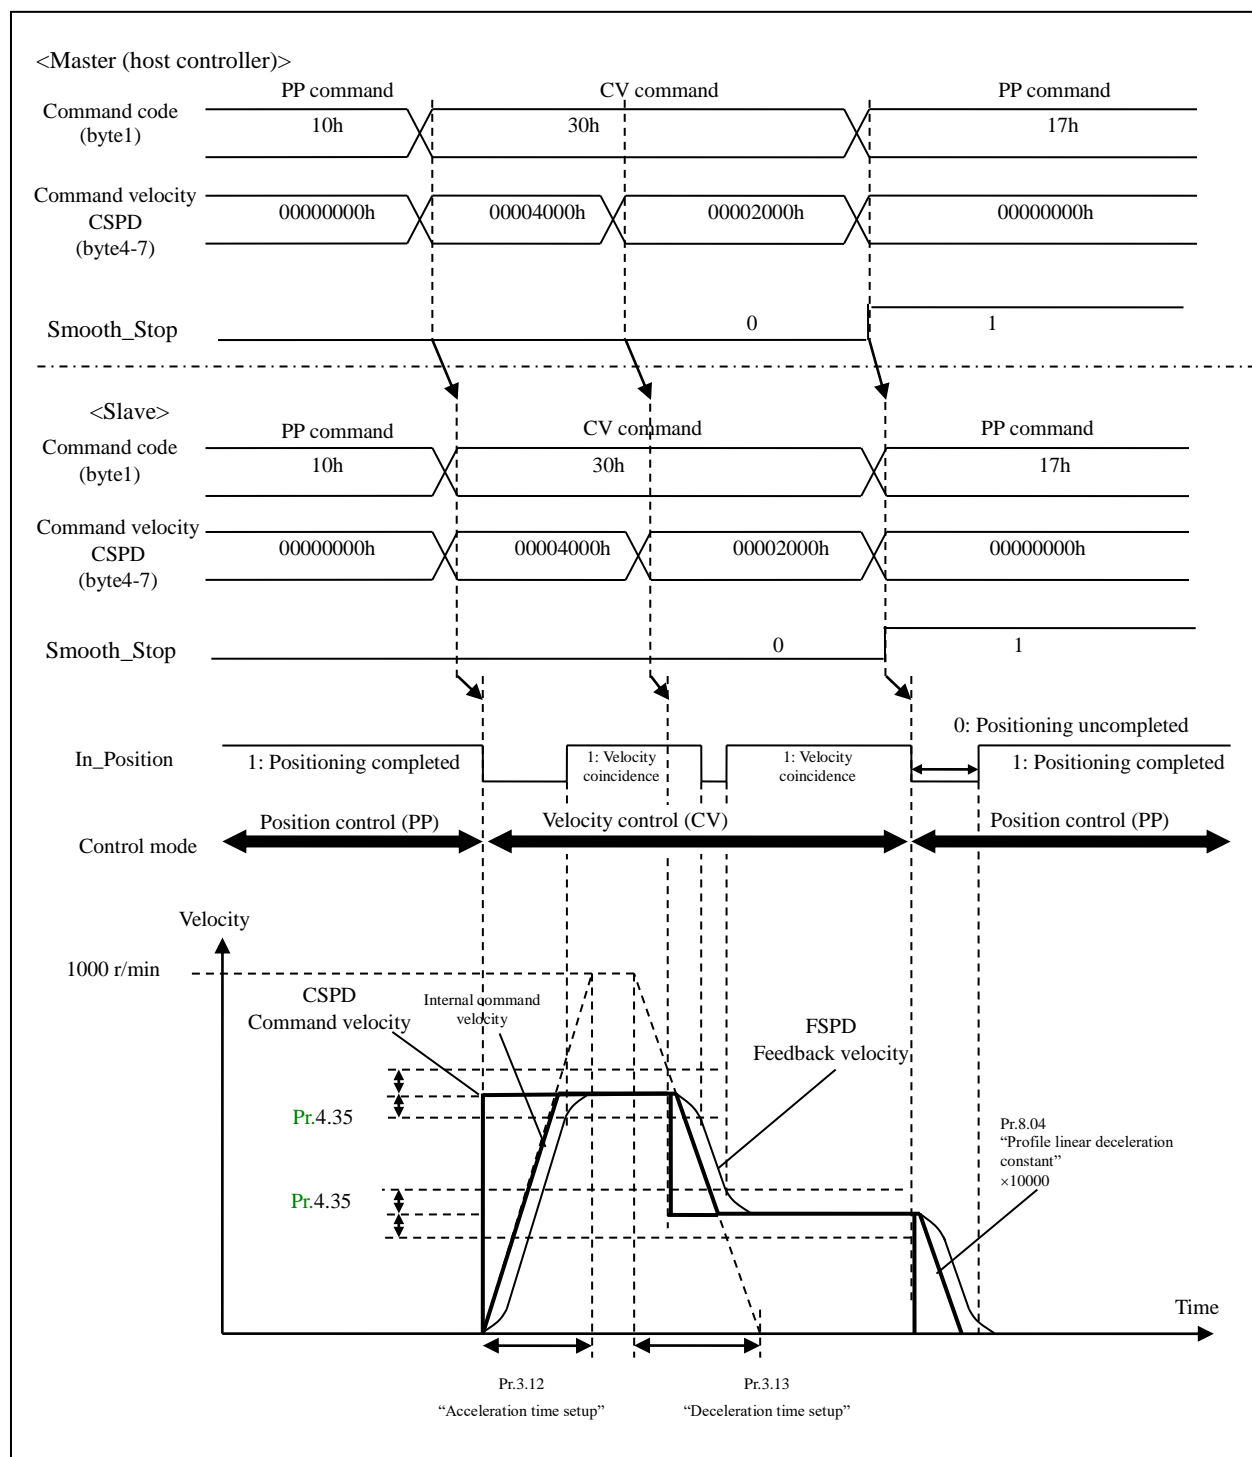 <Master (host controller)>
PP command
CV command
PP command
Command code
(byte1)
10h
30h
17h
Command velocity
CSPD
(byte4-7)
00000000h
00004000h
00002000h
00000000h
Smooth_Stop
0
1
<Slave>
PP command
CV command
PP command
Command code
(byte1)
10h
30h
17h
Command velocity
CSPD
(byte4-7)
00000000h
00004000h
00002000h
00000000h
Smooth_Stop
0
1
0: Positioning uncompleted
In_Position
1: Positioning completed
1: Velocity
coincidence
1: Velocity
coincidence
1: Positioning completed
Control mode
Position control (PP)
Velocity control (CV)
Position control (PP)
Velocity
1000 r/min
CSPD
Command velocity
Internal command
velocity
FSPD
Feedback velocity
Pr.4.35
Pr.4.35
Pr.8.04
“Profile linear deceleration
constant”
×10000
Time
Pr.3.12
“Acceleration time setup”
Pr.3.13
“Deceleration time setup”